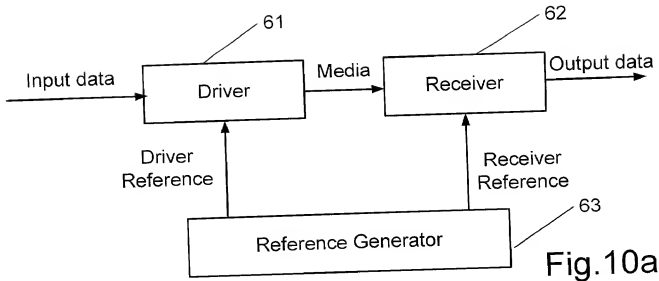 61
62
Input data
Driver
Media
Receiver
Output data
Driver
Reference
Receiver
Reference
Reference Generator
63
Fig.10a